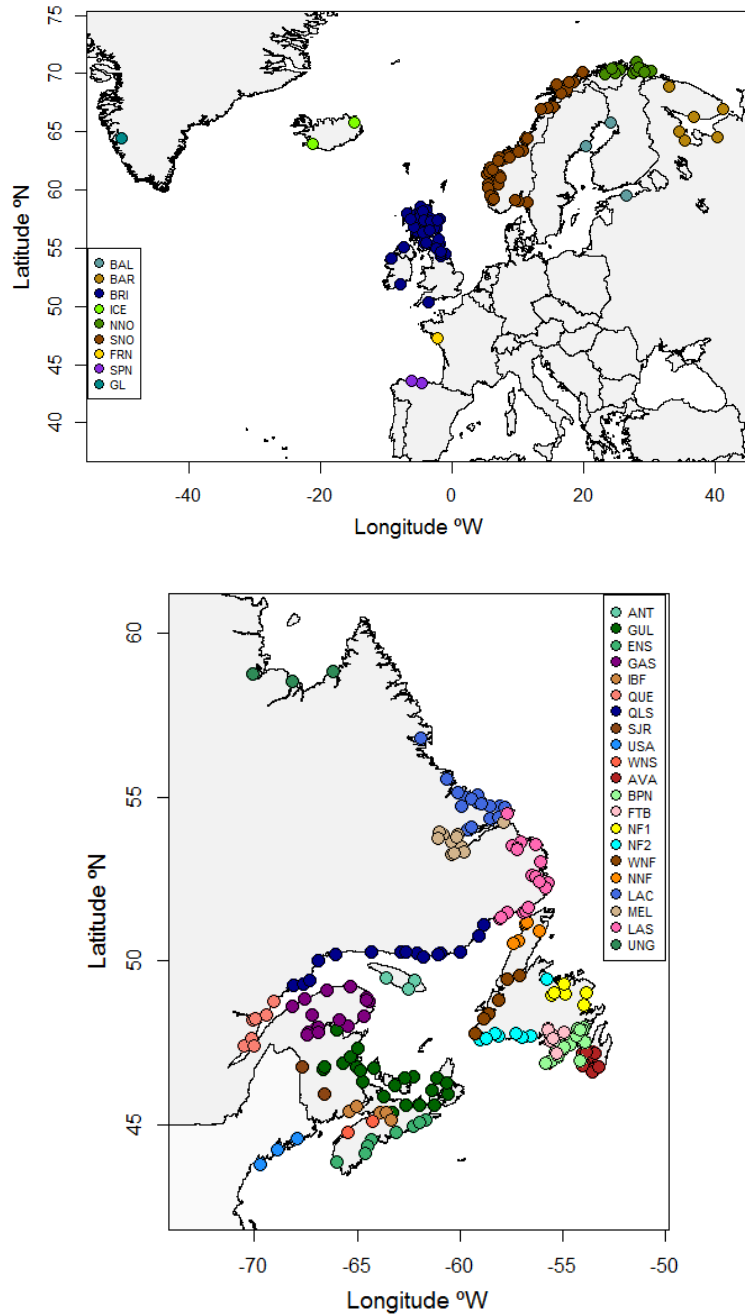 75
70
65
60
55
50
45
40
Latitude ºN
BAL
BAR
BRI
ICE
NNO
SNO
FRN
SPN
GL
-40 -20 0 20 40
Longitude ºW
60
55
50
45
Latitude ºN
ANT
GUL
ENS
GAS
IBF
QUE
QLS
SJR
USA
WNS
AVA
BPN
FTB
NF1
NF2
WNF
NNF
LAC
MEL
LAS
UNG
-70 -65 -60 -55 -50
Longitude ºW